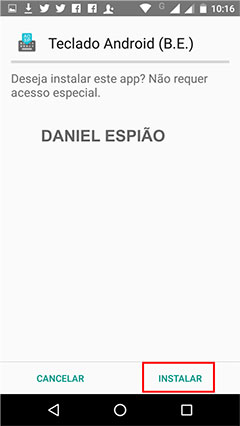 G 10:16
Teclado Android (B.E.)
Deseja instalar este app? Não requer
acesso especial.
DANIEL ESPIÃO
CANCELAR INSTALAR